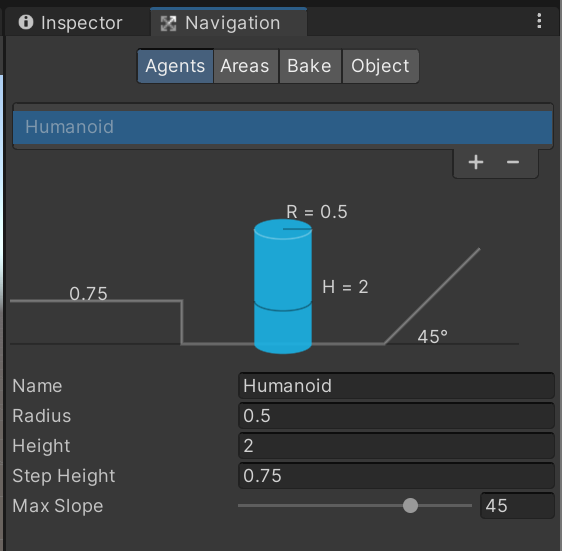 Inspector Navigation
Agents Areas Bake Object
Humanoid
+ −
R = 0.5
H = 2
0.75
45°
Name Humanoid
Radius 0.5
Height 2
Step Height 0.75
Max Slope 45